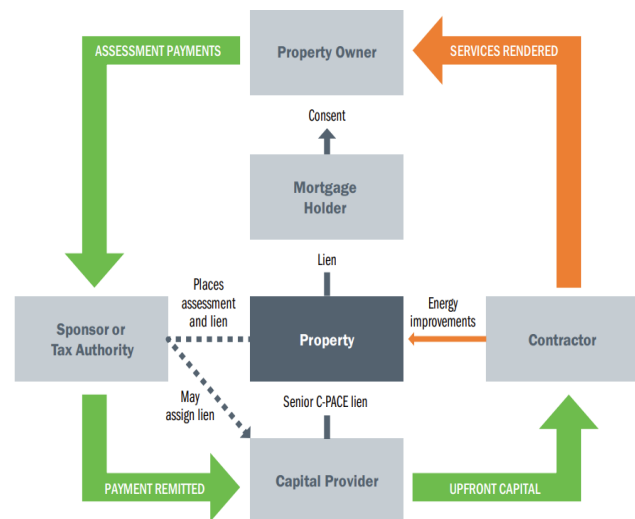 ASSESSMENT PAYMENTS
Property Owner
SERVICES RENDERED
Consent
Mortgage
Holder
Lien
Places
assessment
and lien
Energy
improvements
Sponsor or
Tax Authority
Property
Contractor
May
assign lien
Senior C-PACE lien
PAYMENT REMITTED
Capital Provider
UPFRONT CAPITAL